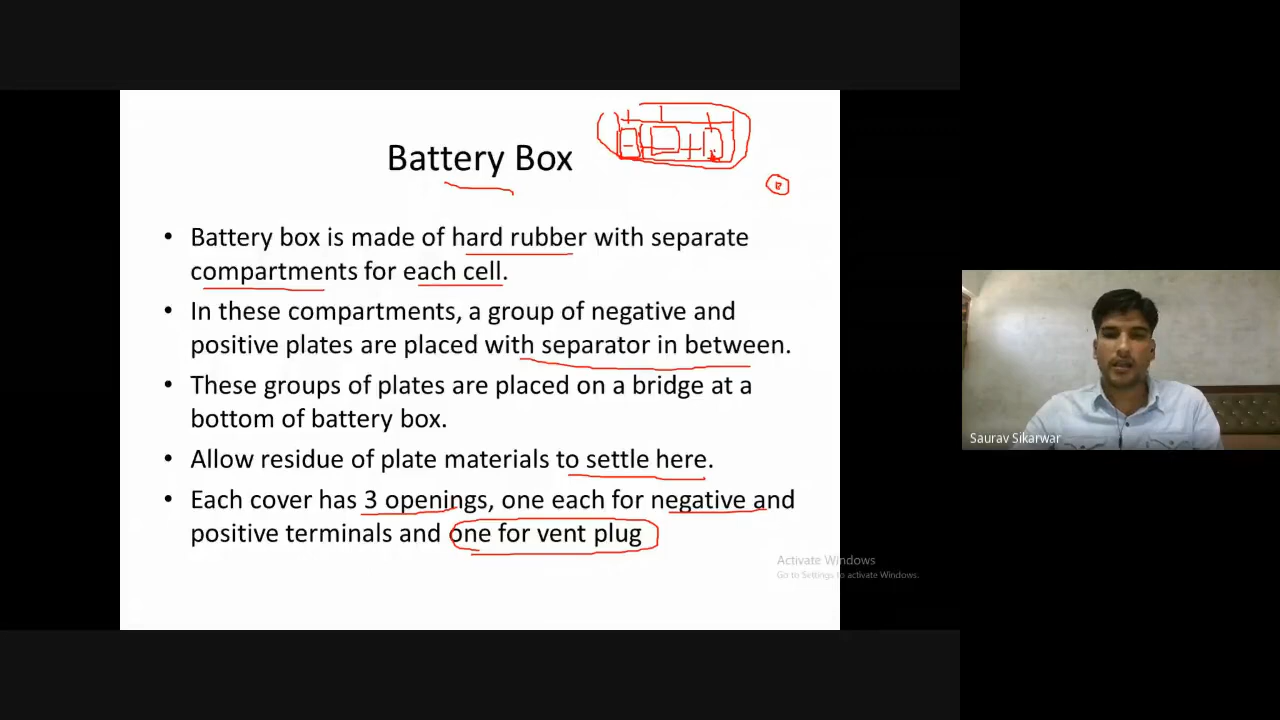 Battery Box
• Battery box is made of hard rubber with separate
compartments for each cell.
• In these compartments, a group of negative and
positive plates are placed with separator in between.
• These groups of plates are placed on a bridge at a
bottom of battery box.
• Allow residue of plate materials to settle here.
• Each cover has 3 openings, one each for negative and
positive terminals and one for vent plug
Activate Windows
Go to Settings to activate Windows.
Saurav Sikarwar